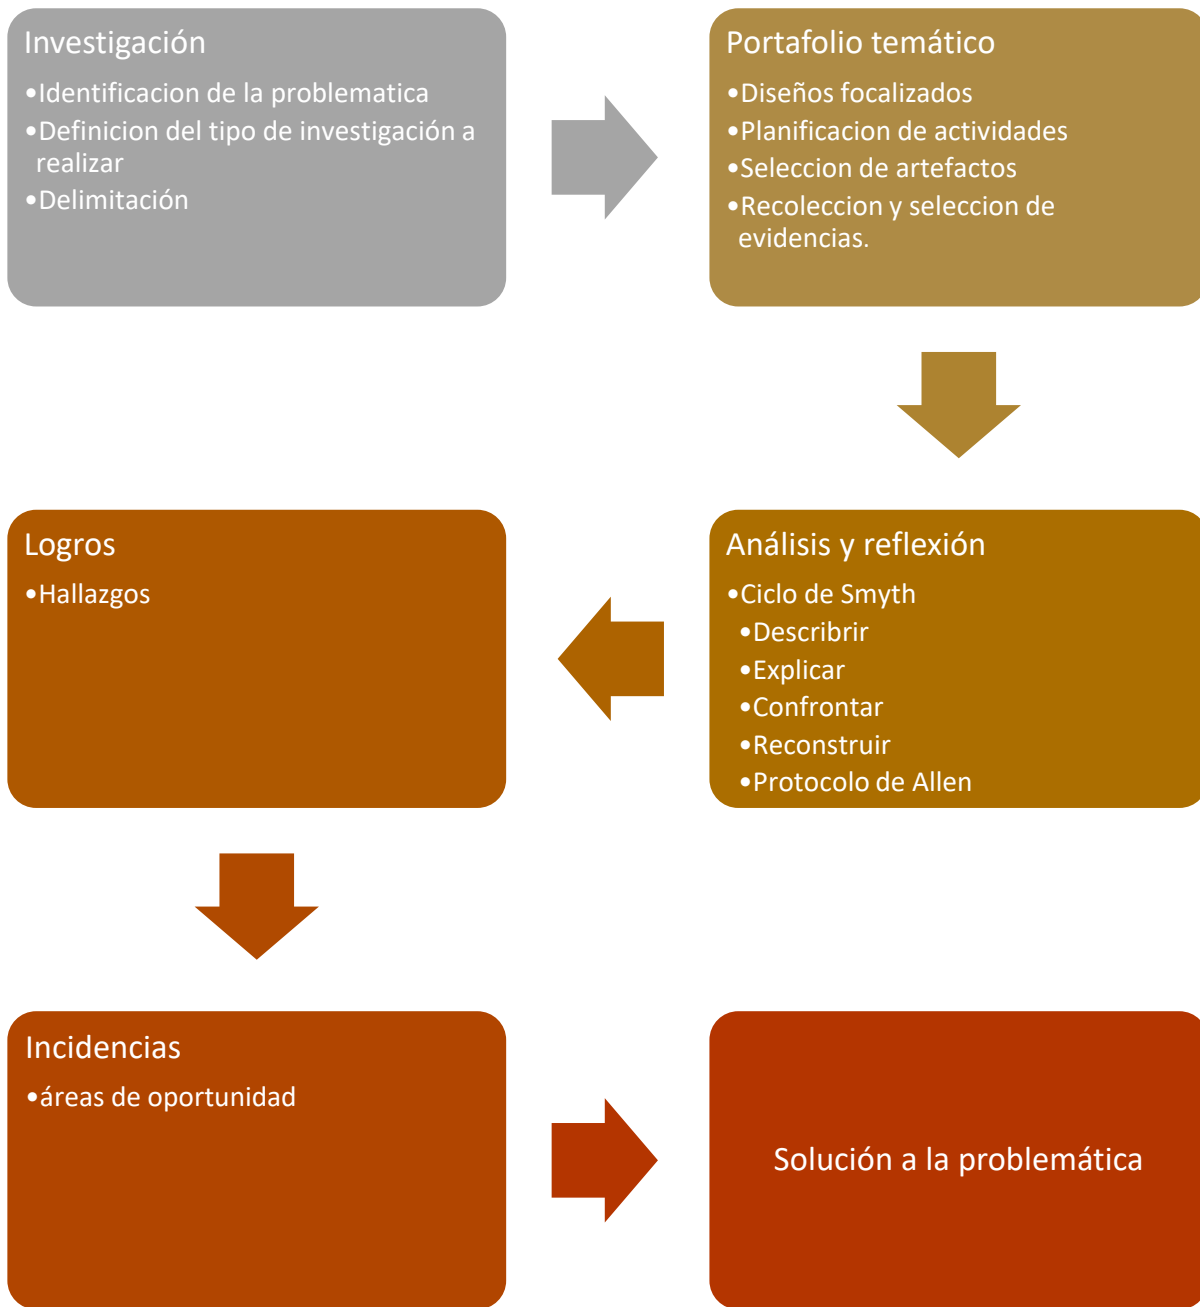 Investigación
•Identificacion de la problematica
•Definicion del tipo de investigación a
realizar
•Delimitación
Portafolio temático
•Diseños focalizados
•Planificacion de actividades
•Seleccion de artefactos
•Recoleccion y seleccion de
evidencias.
Análisis y reflexión
•Ciclo de Smyth
•Describrir
•Explicar
•Confrontar
•Reconstruir
•Protocolo de Allen
Logros
•Hallazgos
Incidencias
•áreas de oportunidad
Solución a la problemática